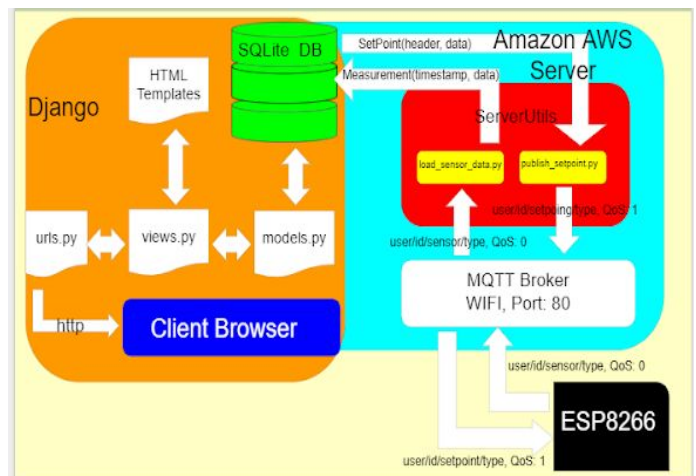 SQLite DB
SetPoint(header, data)
Amazon AWS
Server
Measurement(timestamp, data)
HTML
Templates
Django
ServerUtils
load_sensor_data.py
publish_setpoint.py
user/id/setpoing/type, QoS: 1
urls.py
views.py
models.py
user/id/sensor/type, QoS: 0
MQTT Broker
WIFI, Port: 80
http
Client Browser
user/id/sensor/type, QoS: 0
ESP8266
user/id/setpoint/type, QoS: 1